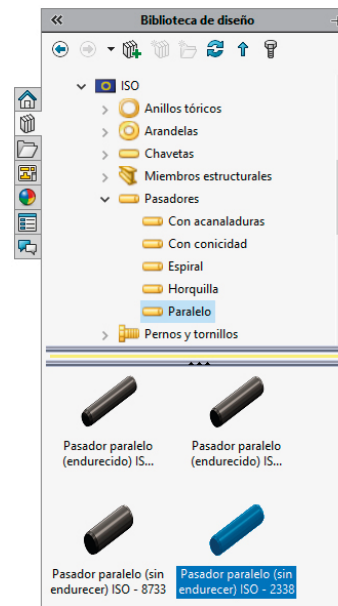 Biblioteca de diseño
ISO
Anillos tóricos
Arandelas
Chavetas
Miembros estructurales
Pasadores
Con acanaladuras
Con conicidad
Espiral
Horquilla
Paralelo
Pernos y tornillos
Pasador paralelo
(endurecido) IS...
Pasador paralelo
(endurecido) IS...
Pasador paralelo (sin
endurecer) ISO - 8733
Pasador paralelo (sin
endurecer) ISO - 2338